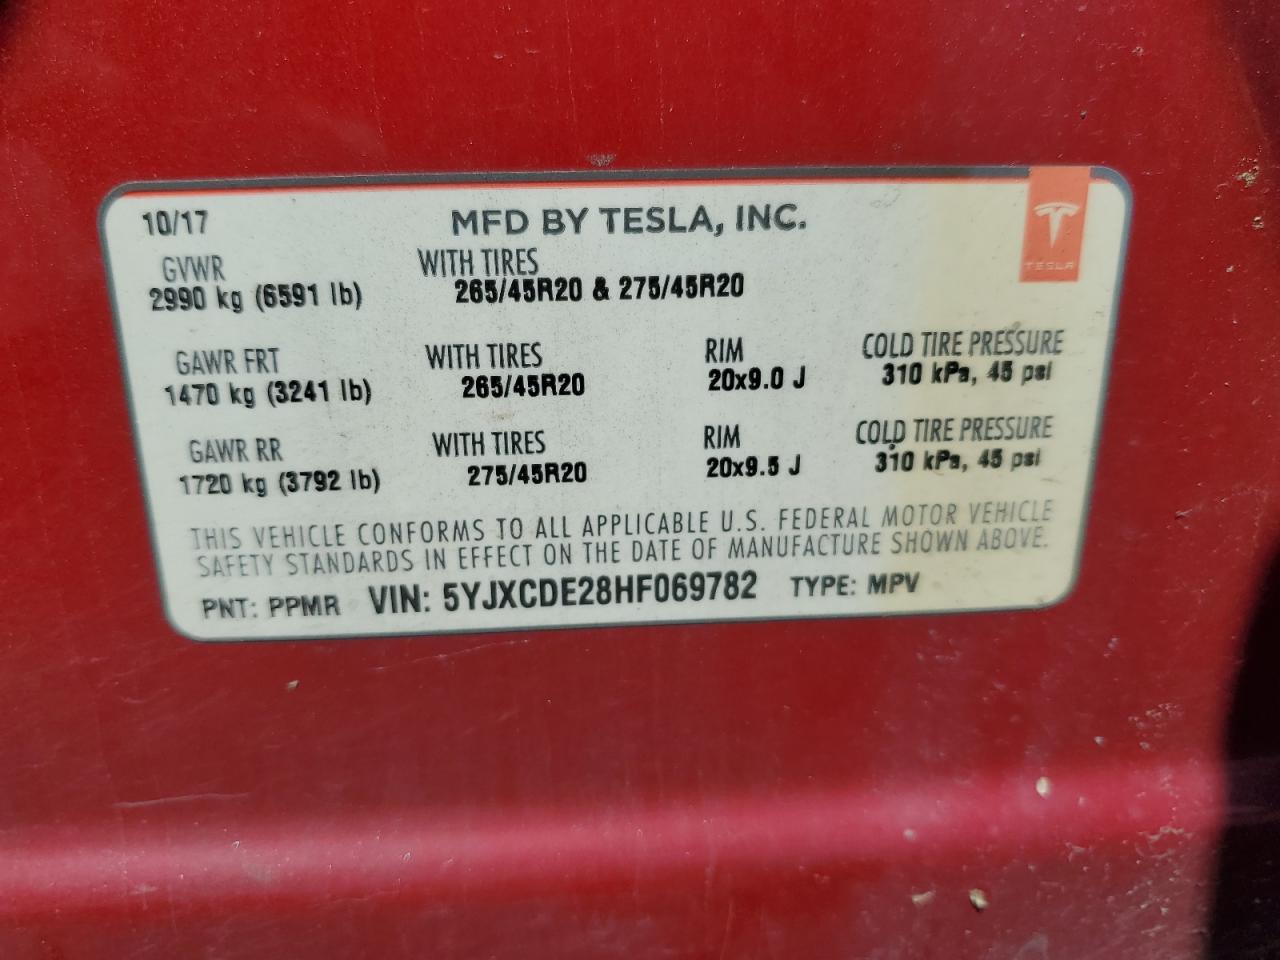 10/17 MFD BY TESLA, INC.
GVWR WITH TIRES
2990 kg (6591 lb) 265/45R20 & 275/45R20
TESLA
GAWR FRT WITH TIRES RIM COLD TIRE PRESSURE
1470 kg (3241 lb) 265/45R20 20x9.0 J 310 kPa, 45 psi
GAWR RR WITH TIRES RIM COLD TIRE PRESSURE
1720 kg (3792 lb) 275/45R20 20x9.5 J 310 kPa, 45 psi
THIS VEHICLE CONFORMS TO ALL APPLICABLE U.S. FEDERAL MOTOR VEHICLE
SAFETY STANDARDS IN EFFECT ON THE DATE OF MANUFACTURE SHOWN ABOVE.
PNT: PPMR VIN: 5YJXCDE28HF069782 TYPE: MPV